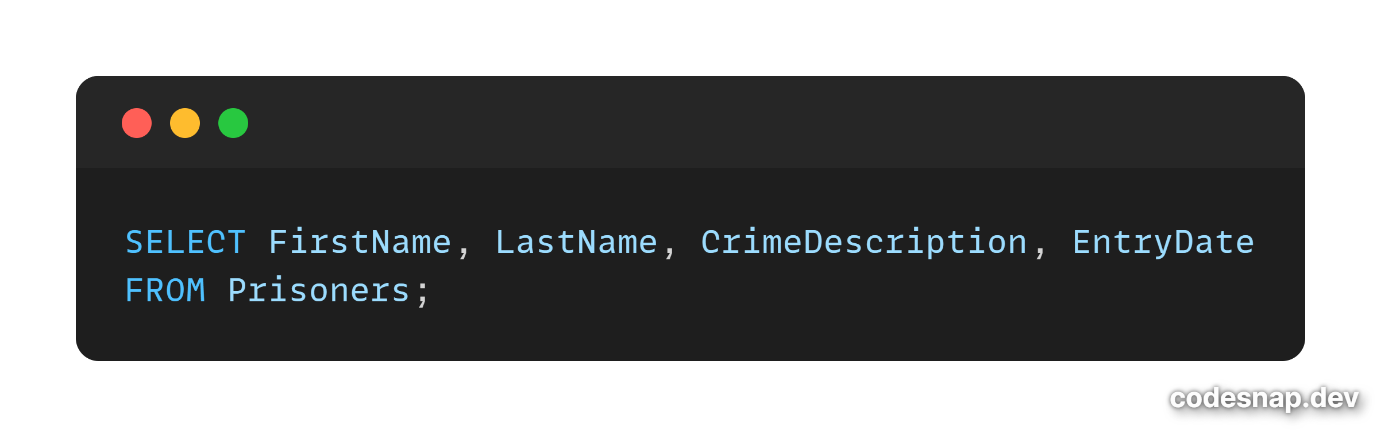 SELECT FirstName, LastName, CrimeDescription, EntryDate
FROM Prisoners;
codesnap.dev